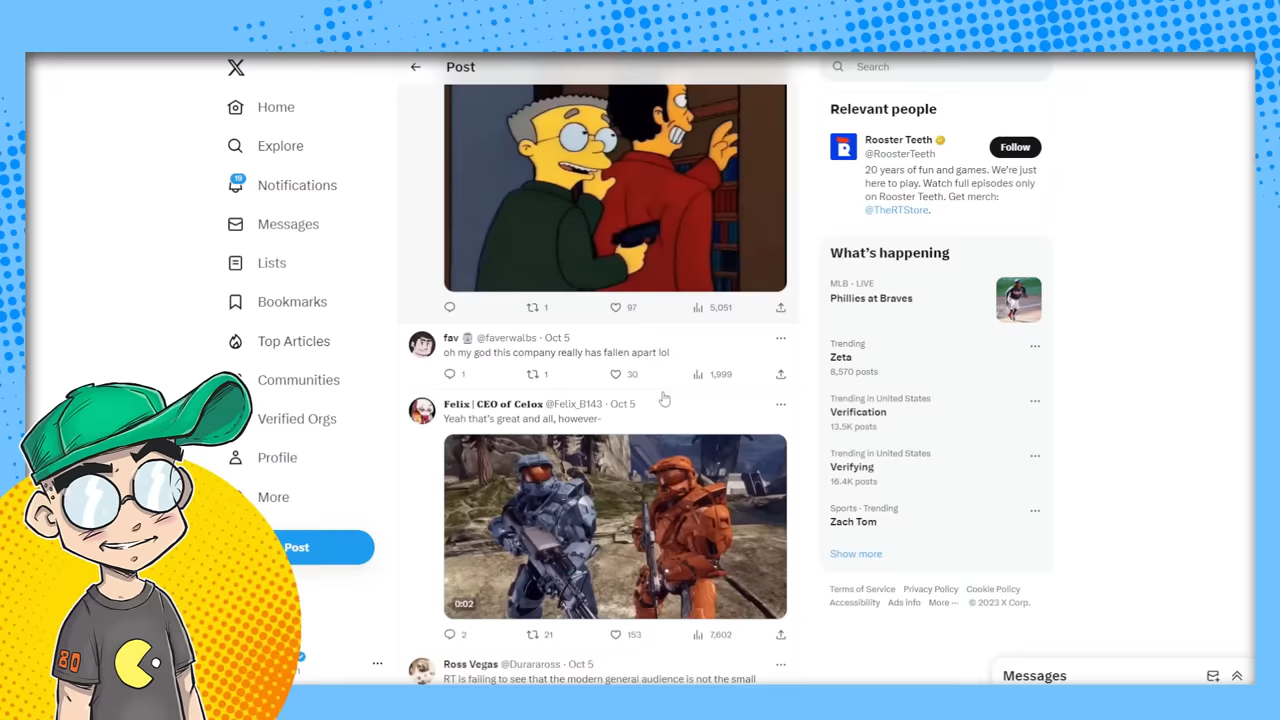 Home
Explore
19
Notifications
Messages
Lists
Bookmarks
Top Articles
Communities
Verified Orgs
Profile
More
Post
80
Post
1
97
5,051
fav @faverwalbs · Oct 5
oh my god this company really has fallen apart lol
1
1
30
1,999
Felix | CEO of Celox @Felix_B143 · Oct 5
Yeah that's great and all, however-
0:02
2
21
153
7,602
Ross Vegas @Duraraross · Oct 5
RT is failing to see that the modern general audience is not the small
Search
Relevant people
Rooster Teeth
@RoosterTeeth
Follow
20 years of fun and games. We're just
here to play. Watch full episodes only
on Rooster Teeth. Get merch:
@TheRTStore.
What's happening
MLB · LIVE
Phillies at Braves
Trending
Zeta
8,570 posts
Trending in United States
Verification
13.5K posts
Trending in United States
Verifying
16.4K posts
Sports · Trending
Zach Tom
Show more
Terms of Service Privacy Policy Cookie Policy
Accessibility Ads info More ··· © 2023 X Corp.
Messages